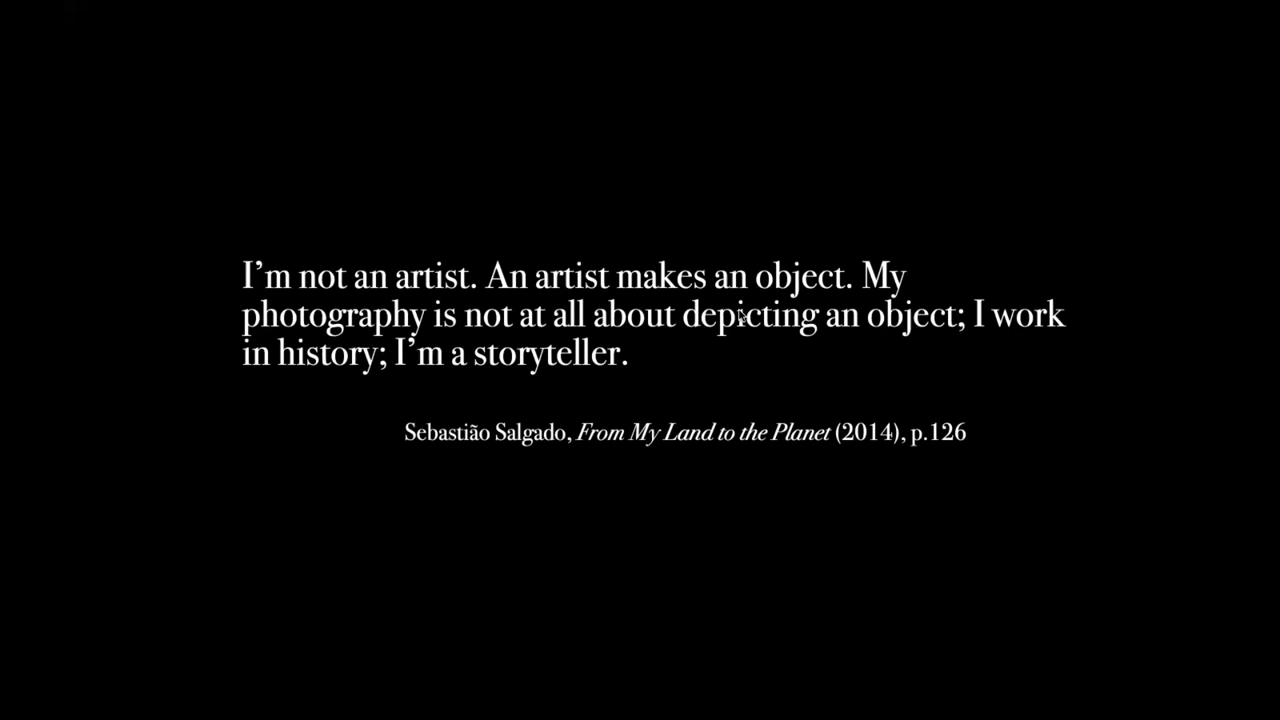 I’m not an artist. An artist makes an object. My
photography is not at all about depicting an object; I work
in history; I’m a storyteller.
Sebastião Salgado, From My Land to the Planet (2014), p.126